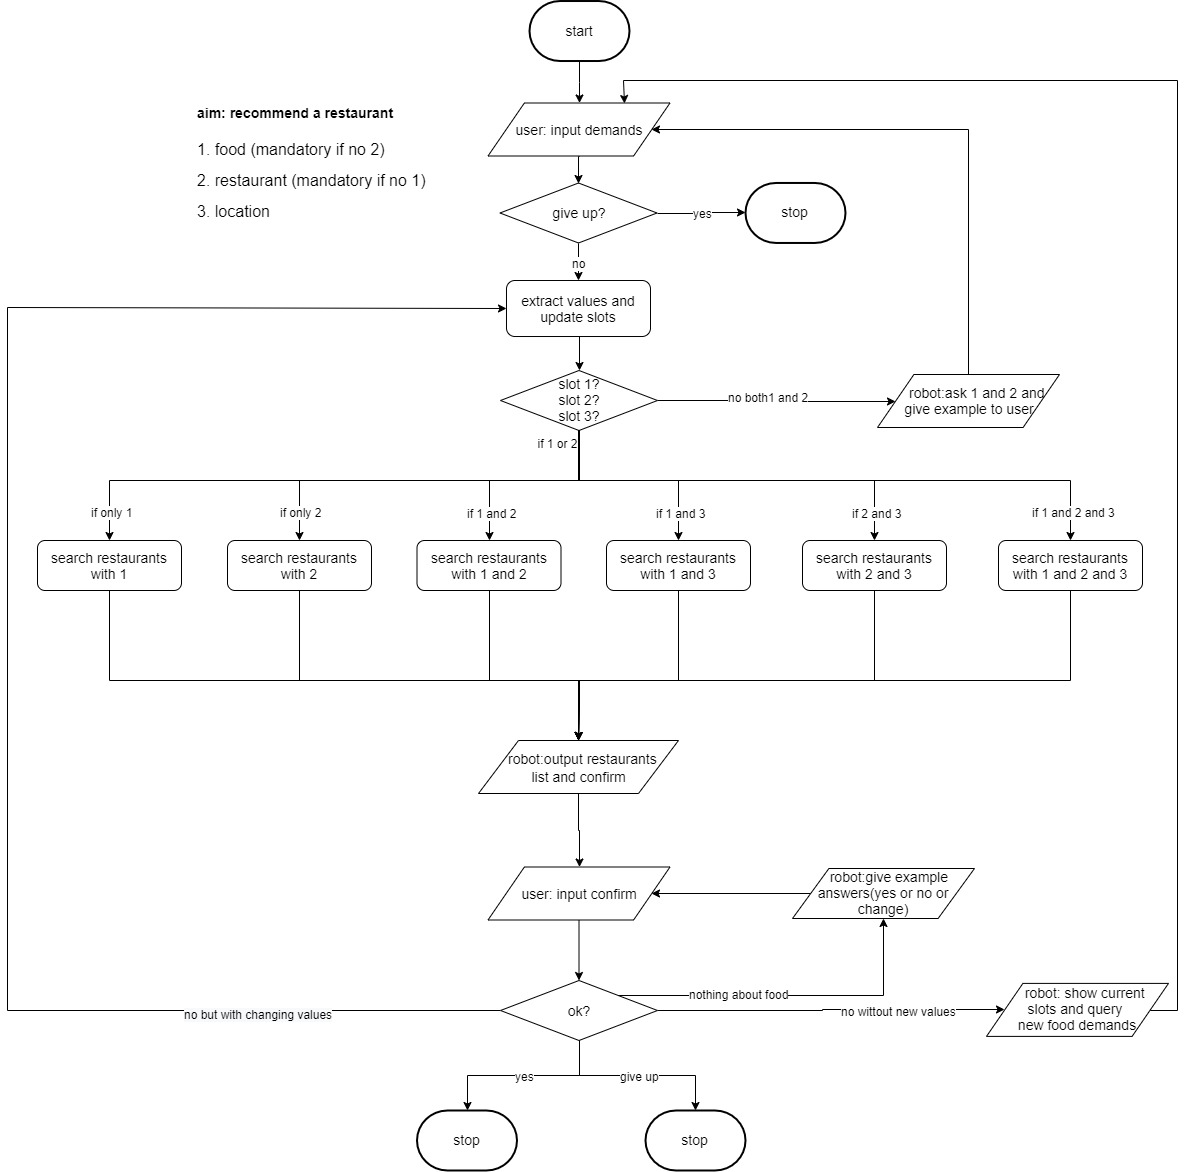 start
aim: recommend a restaurant
1. food (mandatory if no 2)
2. restaurant (mandatory if no 1)
3. location
user: input demands
give up?
yes
stop
no
extract values and
update slots
slot 1?
slot 2?
slot 3?
no both1 and 2
robot:ask 1 and 2 and
give example to user
if 1 or 2
if only 1
if only 2
if 1 and 2
if 1 and 3
if 2 and 3
if 1 and 2 and 3
search restaurants
with 1
search restaurants
with 2
search restaurants
with 1 and 2
search restaurants
with 1 and 3
search restaurants
with 2 and 3
search restaurants
with 1 and 2 and 3
robot:output restaurants
list and confirm
user: input confirm
robot:give example
answers(yes or no or
change)
nothing about food
ok?
no but with changing values
no witout new values
robot: show current
slots and query
new food demands
yes
give up
stop
stop